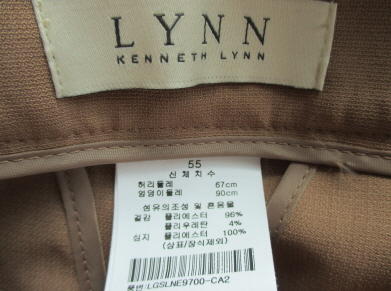 LYNN
KENNETH LYNN
55
신체치수
허리둘레 67cm
엉덩이둘레 90cm
섬유의조성 및 혼용율
겉감 폴리에스터 96%
폴리우레탄 4%
심지 폴리에스터 100%
(상표/장식제외)
품번:LGSLNE9700-CA2